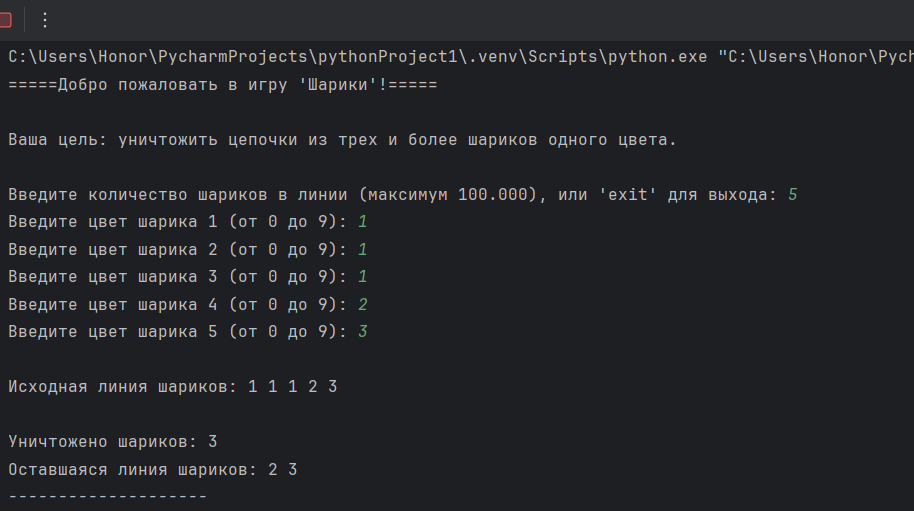 C:\Users\Honor\PycharmProjects\pythonProject1\.venv\Scripts\python.exe "C:\Users\Honor\Pych
=====Добро пожаловать в игру 'Шарики'!=====
Ваша цель: уничтожить цепочки из трех и более шариков одного цвета.
Введите количество шариков в линии (максимум 100.000), или 'exit' для выхода: 5
Введите цвет шарика 1 (от 0 до 9): 1
Введите цвет шарика 2 (от 0 до 9): 1
Введите цвет шарика 3 (от 0 до 9): 1
Введите цвет шарика 4 (от 0 до 9): 2
Введите цвет шарика 5 (от 0 до 9): 3
Исходная линия шариков: 1 1 1 2 3
Уничтожено шариков: 3
Оставшаяся линия шариков: 2 3
--------------------